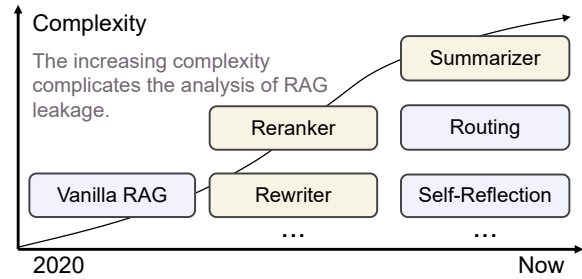 Complexity
The increasing complexity
complicates the analysis of RAG
leakage.
Summarizer
Reranker
Routing
Vanilla RAG
Rewriter
Self-Reflection
...
...
2020
Now